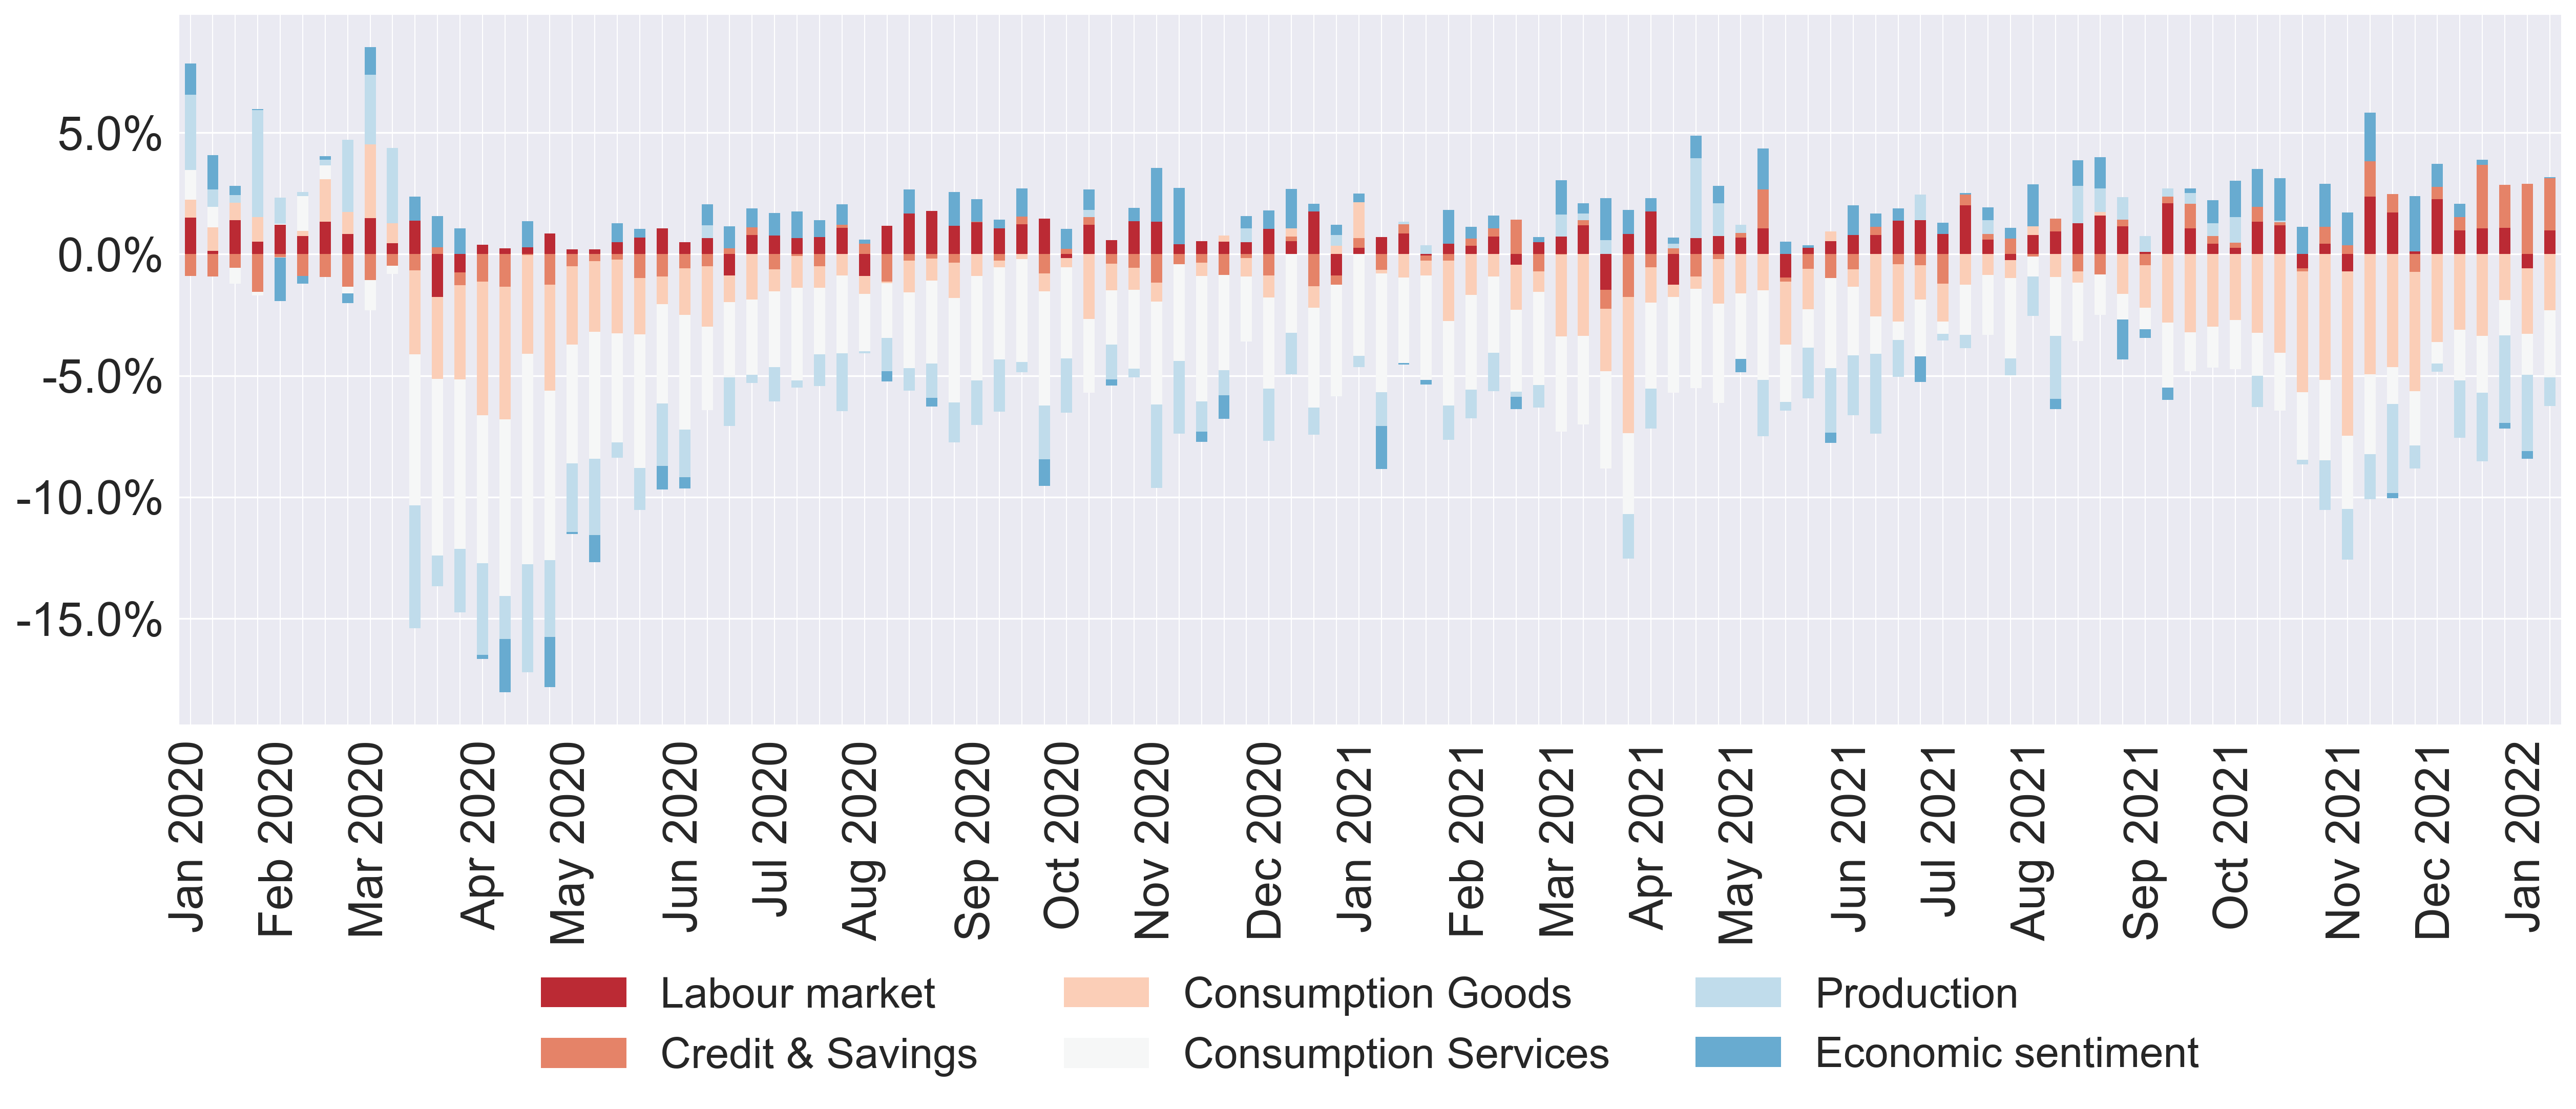 5.0%
0.0%
-5.0%
-10.0%
-15.0%
Jan 2020
Feb 2020
Mar 2020
Apr 2020
May 2020
Jun 2020
Jul 2020
Aug 2020
Sep 2020
Oct 2020
Nov 2020
Dec 2020
Jan 2021
Feb 2021
Mar 2021
Apr 2021
May 2021
Jun 2021
Jul 2021
Aug 2021
Sep 2021
Oct 2021
Nov 2021
Dec 2021
Jan 2022
Labour market
Consumption Goods
Production
Credit & Savings
Consumption Services
Economic sentiment